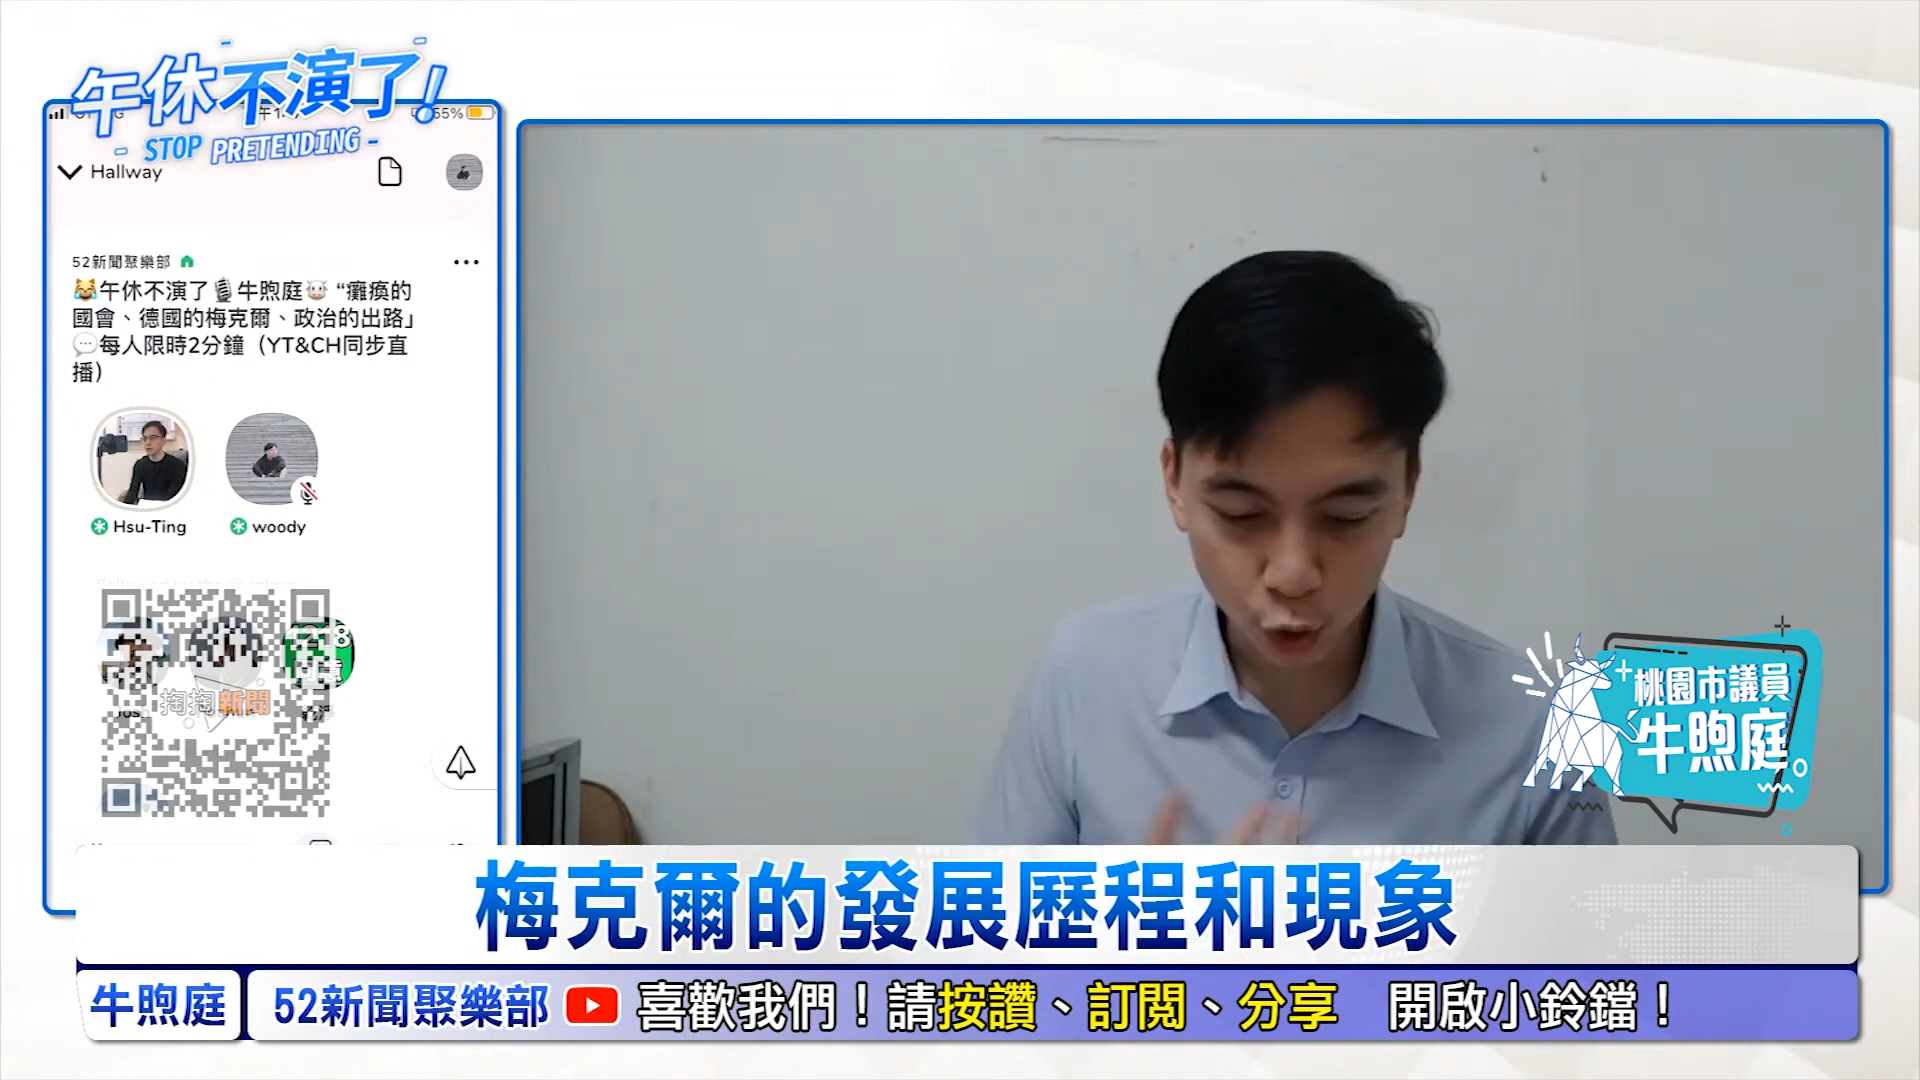 午休不演了!
- STOP PRETENDING -
55%
Hallway
52新聞聚樂部
😹午休不演了🎙️牛煦庭🐮“癱瘓的
國會、德國的梅克爾、政治的出路」
💬每人限時2分鐘（YT&CH同步直
播）
Hsu-Ting
woody
掏掏新聞
桃園市議員
牛煦庭
梅克爾的發展歷程和現象
牛煦庭
52新聞聚樂部 喜歡我們！請按讚、訂閱、分享 開啟小鈴鐺！